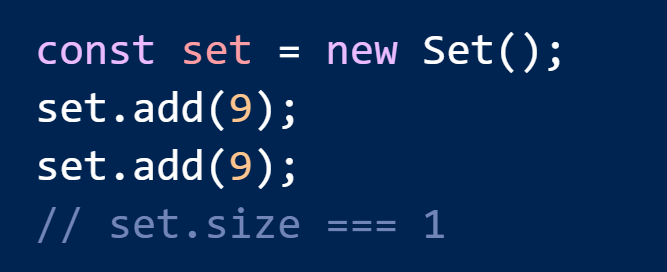 const set = new Set();
set.add(9);
set.add(9);
// set.size === 1